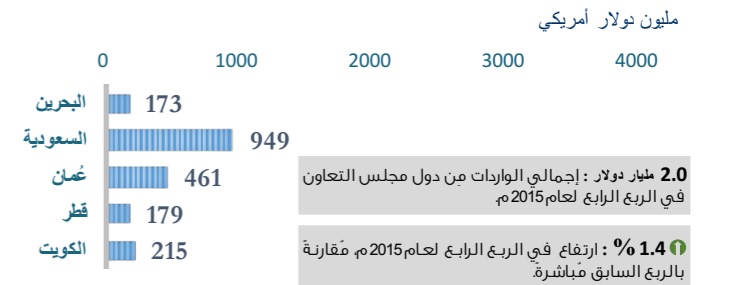 مليون دولار أمريكي
0 1000 2000 3000 4000
البحرين 173
السعودية 949
عُمان 461
قطر 179
الكويت 215
2.0 مليار دولار : إجمالي الواردات مِن دول مجلس التعاون
في الربع الرابع لعام 2015م.
1.4 % : ارتفاع في الربع الرابع لعام 2015م، مُقارنةً
بالربع السابق مُباشرةً.